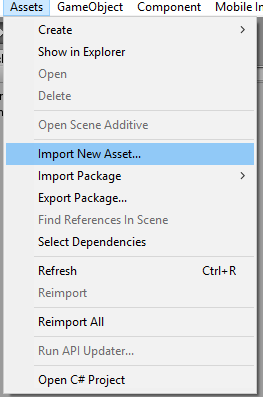 Assets GameObject Component Mobile In
Create
Show in Explorer
Open
Delete
Open Scene Additive
Import New Asset...
Import Package
Export Package...
Find References In Scene
Select Dependencies
Refresh Ctrl+R
Reimport
Reimport All
Run API Updater...
Open C# Project